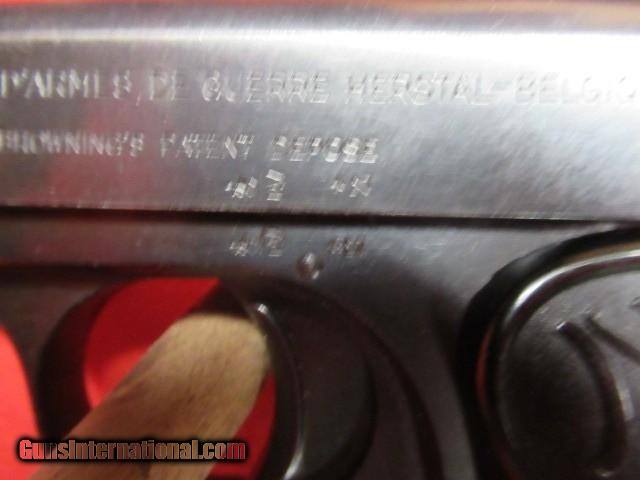 D'ARMES DE GUERRE HERSTAL-BELGIQ
BROWNING'S PATENT DEPOSE
GunsInternational.com